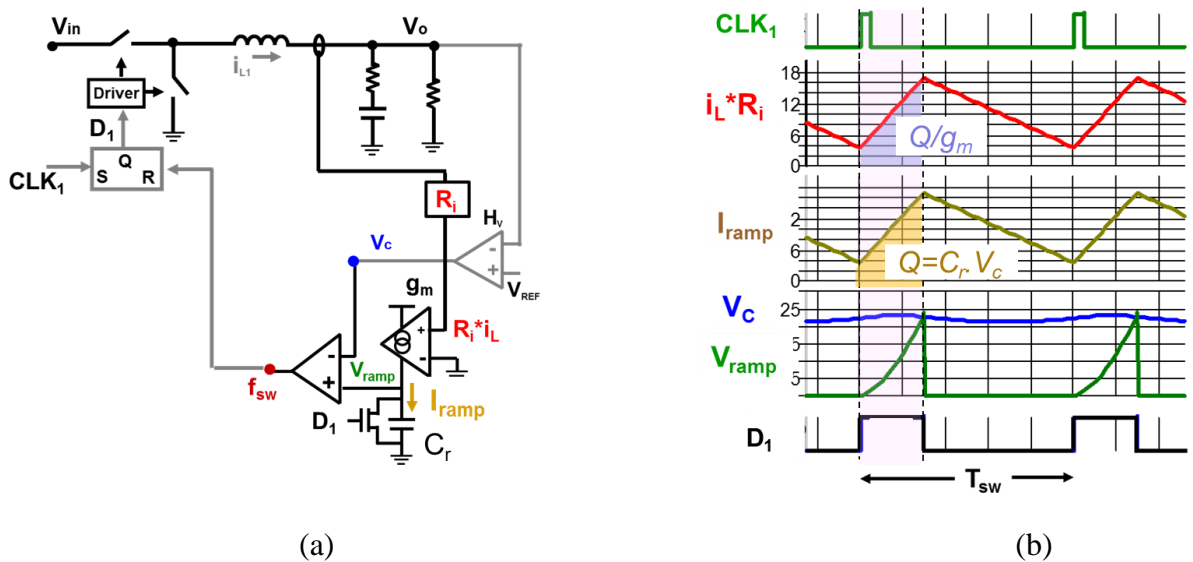 Vin
Vo
iL1
Driver
D1
Q
S
R
CLK1
Ri
Hv
Vc
VREF
gm
Ri*iL
Vramp
fsw
Iramp
D1
Cr
(a)
CLK1
18
12
6
0
iL*Ri
Q/gm
Iramp
2
6
0
Q=Cr.Vc
VC
25
5
5
Vramp
D1
Tsw
(b)